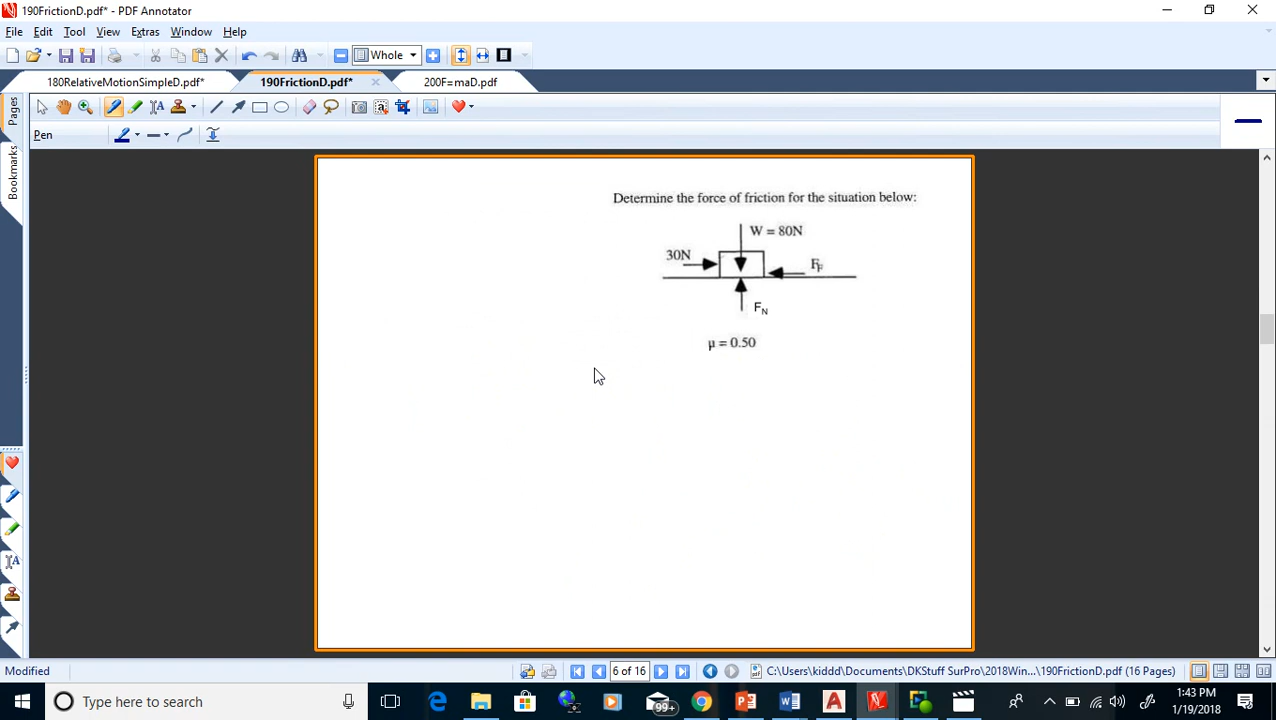 190FrictionD.pdf* - PDF Annotator
File Edit Tool View Extras Window Help
Whole
180RelativeMotionSimpleD.pdf* 190FrictionD.pdf* 200F=maD.pdf
Pen
Pages
Bookmarks
Determine the force of friction for the situation below:
W = 80N
30N
FF
FN
μ = 0.50
Modified
6 of 16
C:\Users\kiddd\Documents\DKStuff SurPro\2018Win...\190FrictionD.pdf (16 Pages)
Type here to search
99+
1:43 PM
1/19/2018